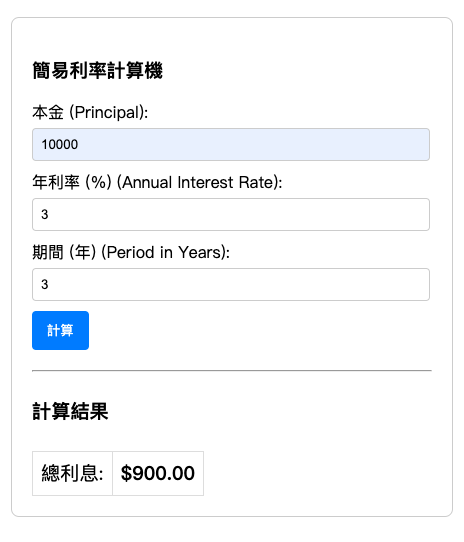 簡易利率計算機
本金 (Principal):
10000
年利率 (%) (Annual Interest Rate):
3
期間 (年) (Period in Years):
3
計算
計算結果
總利息: $900.00